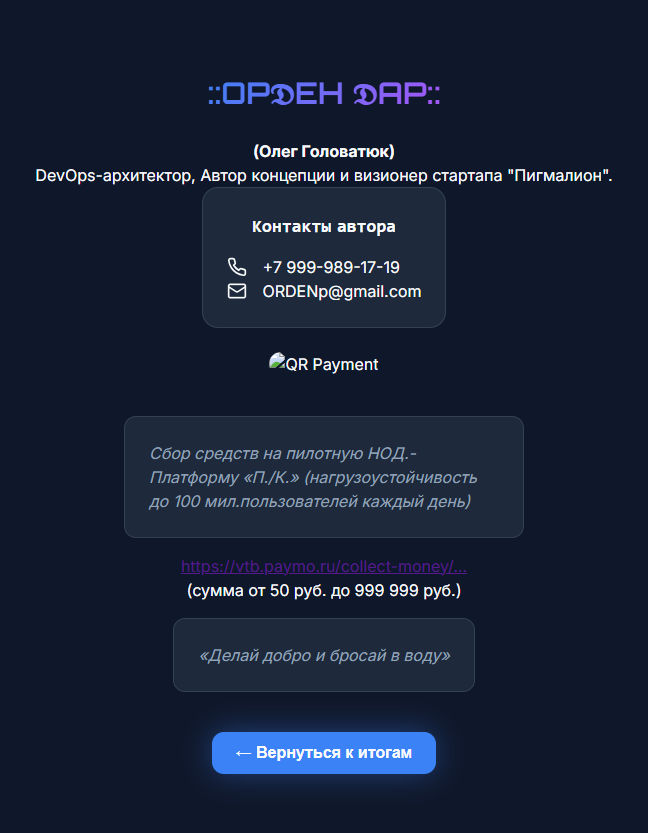 ::ОРДЕН ДАР::
(Олег Головатюк)
DevOps-архитектор, Автор концепции и визионер стартапа "Пигмалион".
Контакты автора
+7 999-989-17-19
ORDENp@gmail.com
QR Payment
Сбор средств на пилотную НОД.-
Платформу «П./К.» (нагрузоустойчивость
до 100 мил.пользователей каждый день)
https://vtb.paymo.ru/collect-money/...
(сумма от 50 руб. до 999 999 руб.)
«Делай добро и бросай в воду»
← Вернуться к итогам